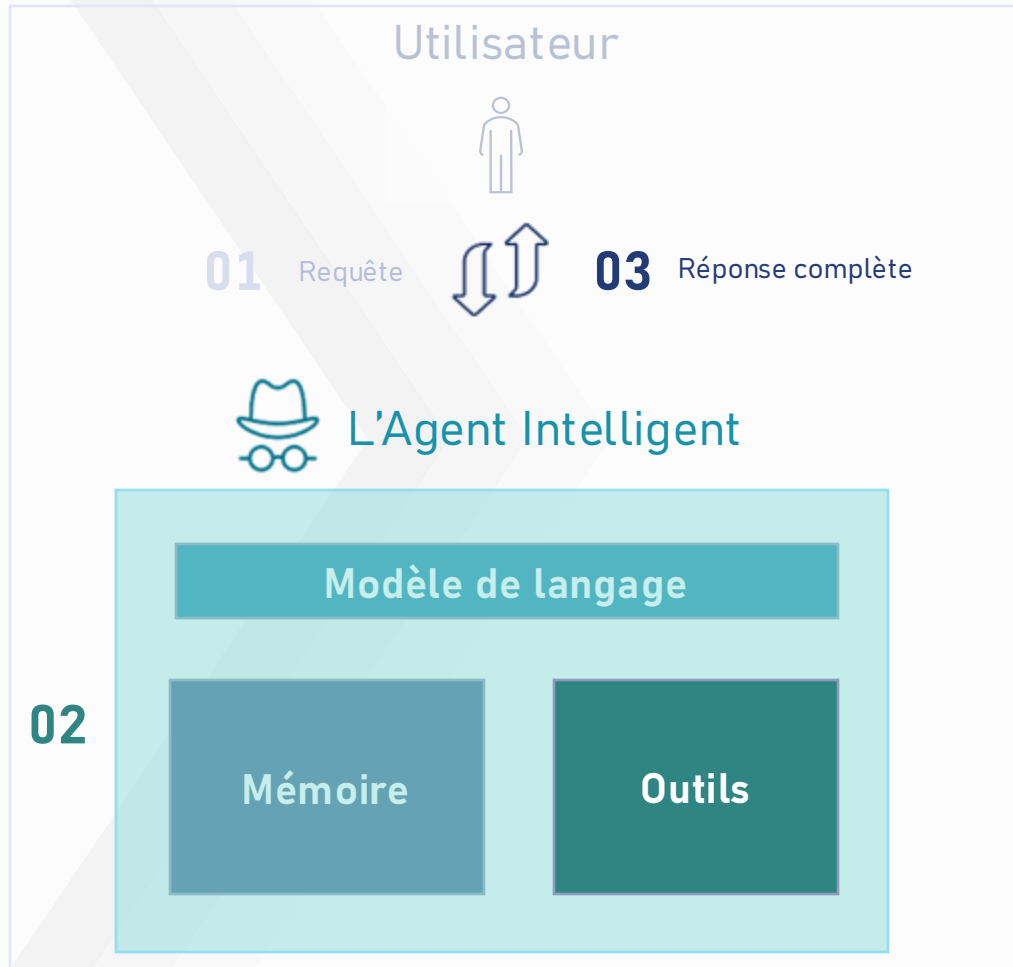 Utilisateur
01 Requête
03 Réponse complète
L’Agent Intelligent
Modèle de langage
02
Mémoire
Outils